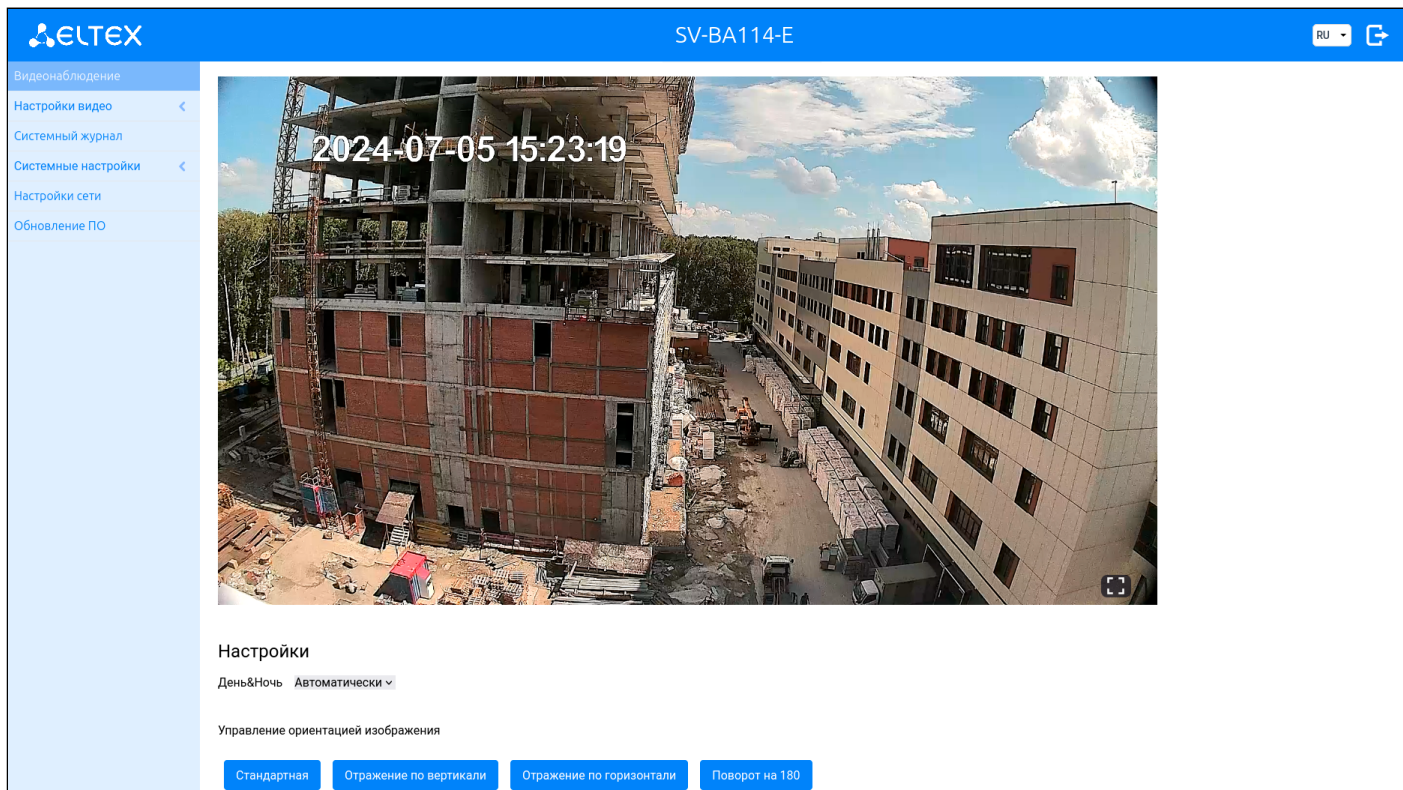 ELTEX
SV-BA114-E
RU
Видеонаблюдение
Настройки видео
Системный журнал
Системные настройки
Настройки сети
Обновление ПО
2024-07-05 15:23:19
Настройки
День&Ночь Автоматически
Управление ориентацией изображения
Стандартная Отражение по вертикали Отражение по горизонтали Поворот на 180